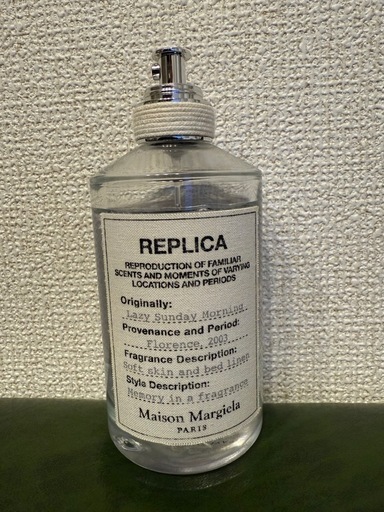 REPLICA
REPRODUCTION OF FAMILIAR
SCENTS AND MOMENTS OF VARYING
LOCATIONS AND PERIODS
Originally:
Lazy Sunday Morning
Provenance and Period:
Florence, 2003
Fragrance Description:
Soft skin and bed linen
Style Description:
Memory in a fragrance
Maison Margiela
PARIS